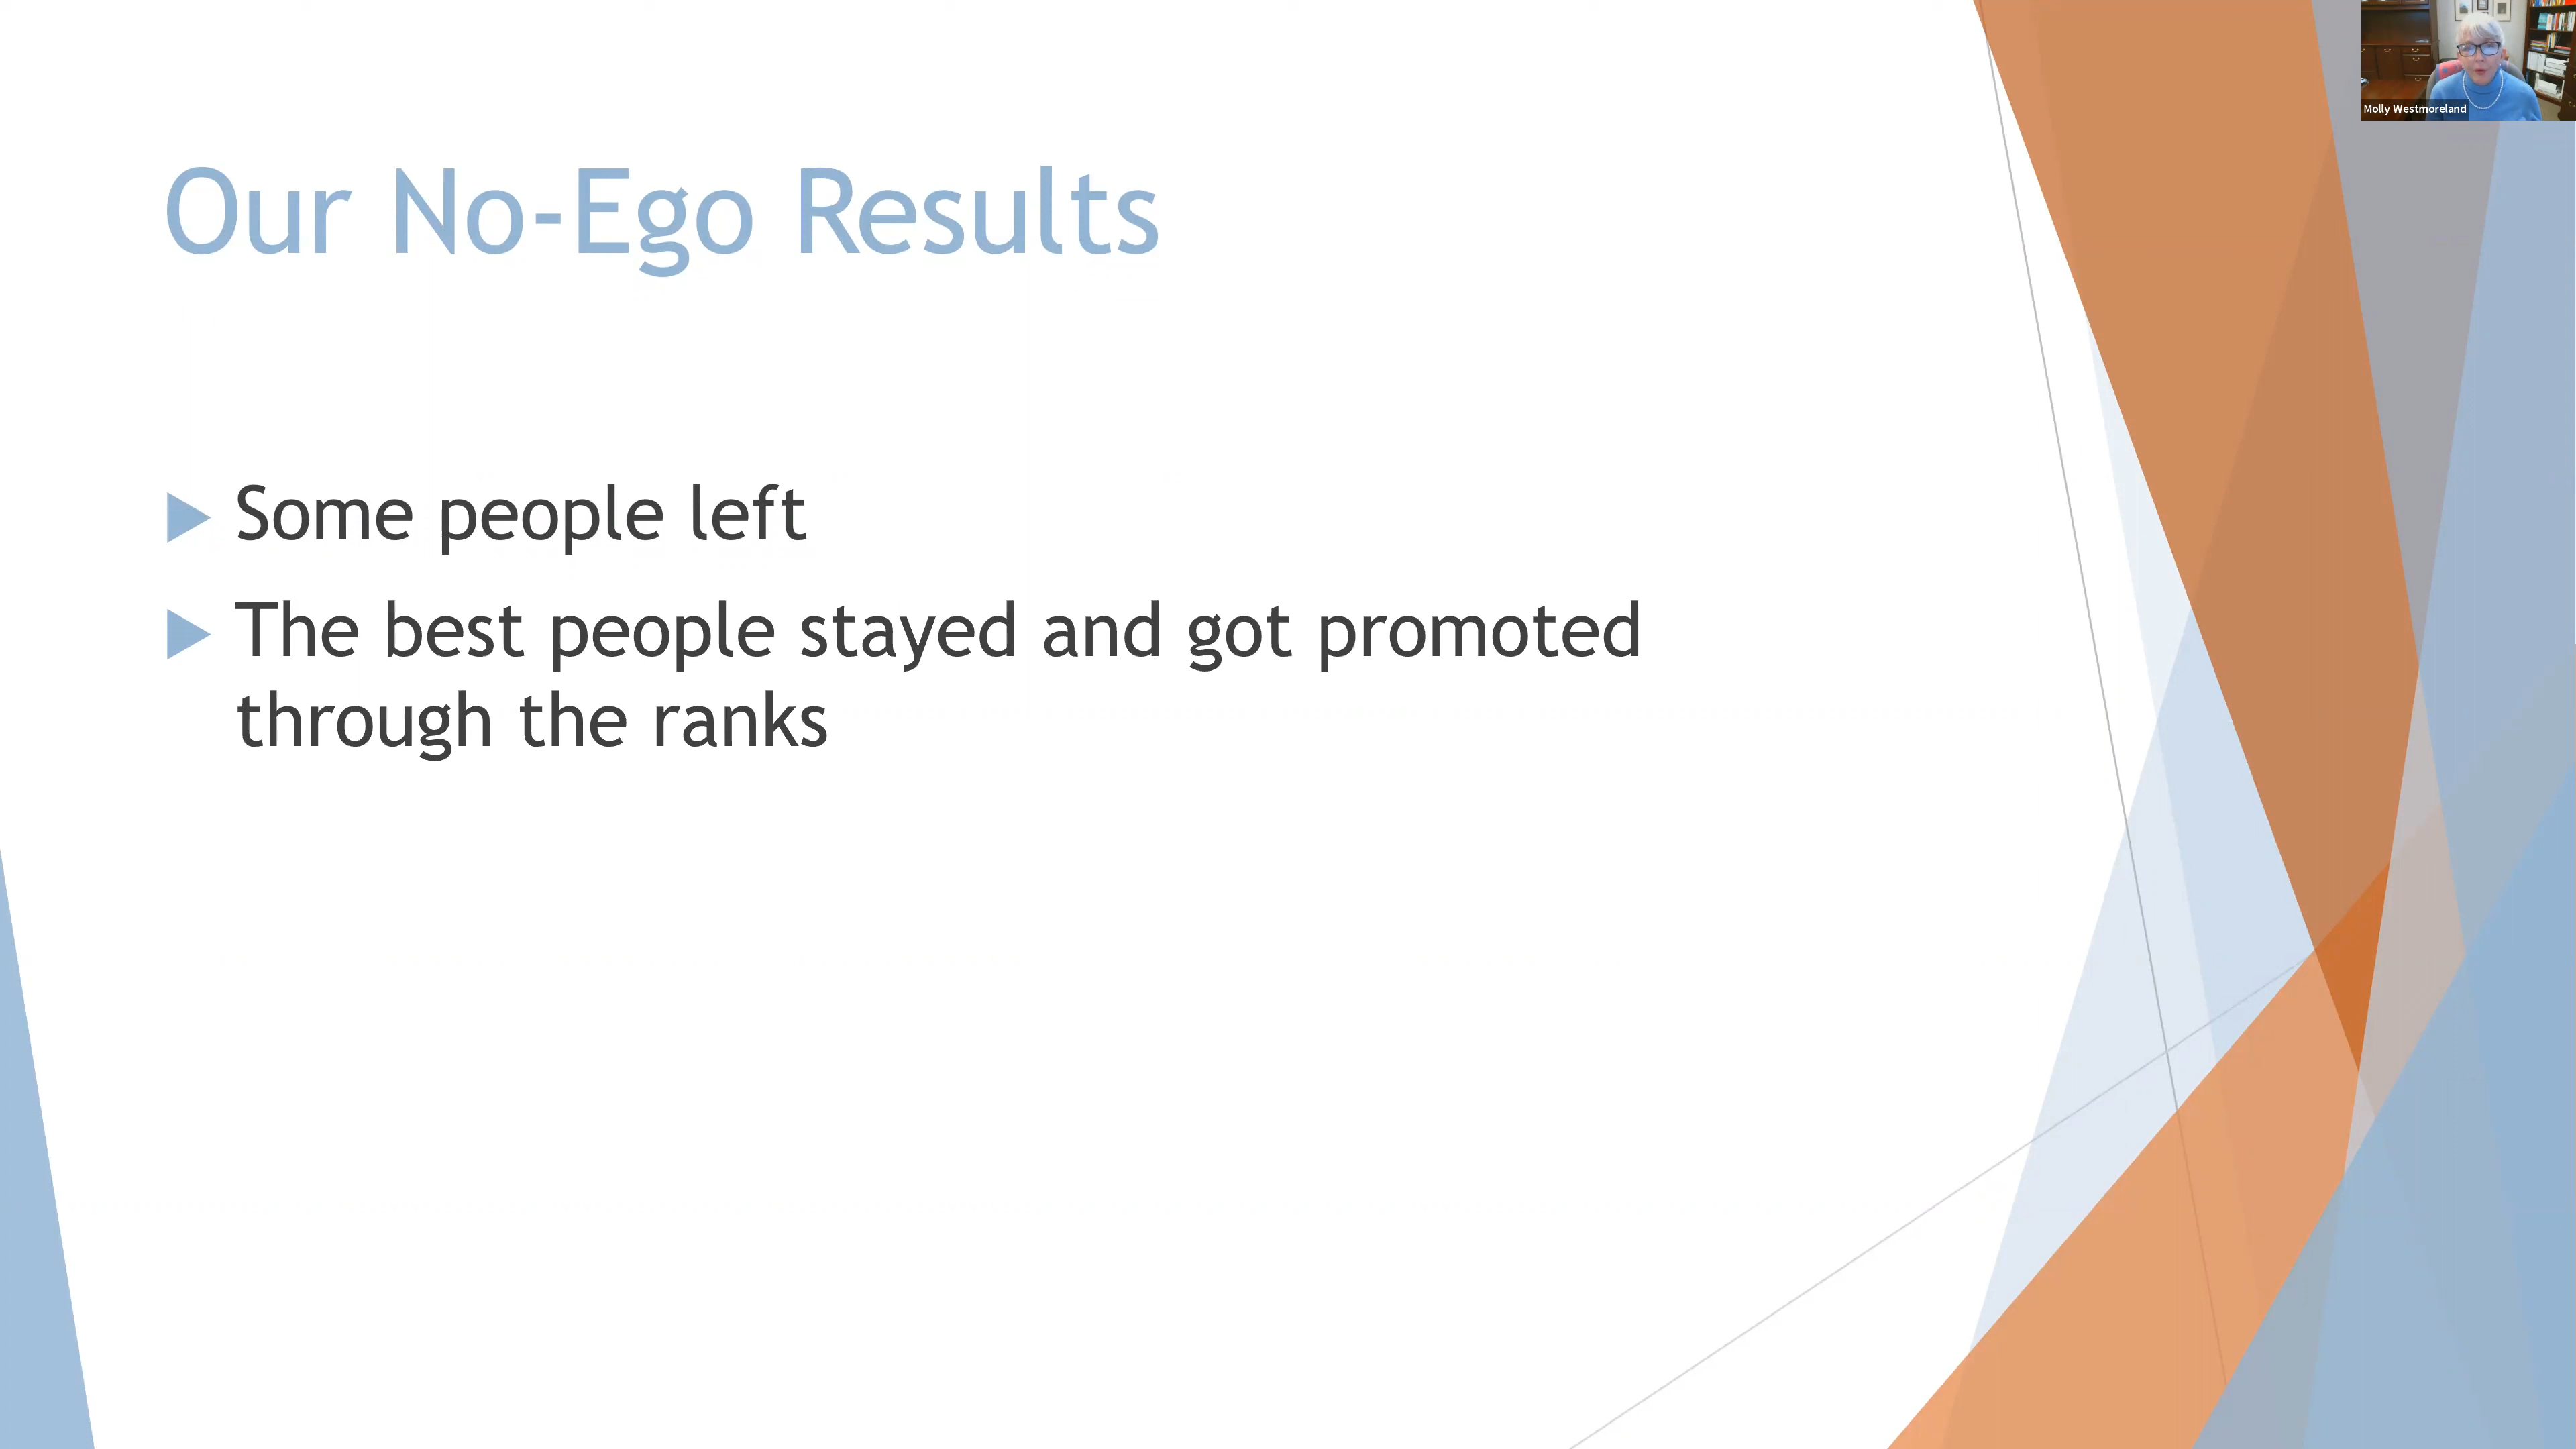 Molly Westmoreland
Our No-Ego Results
Some people left
The best people stayed and got promoted
through the ranks